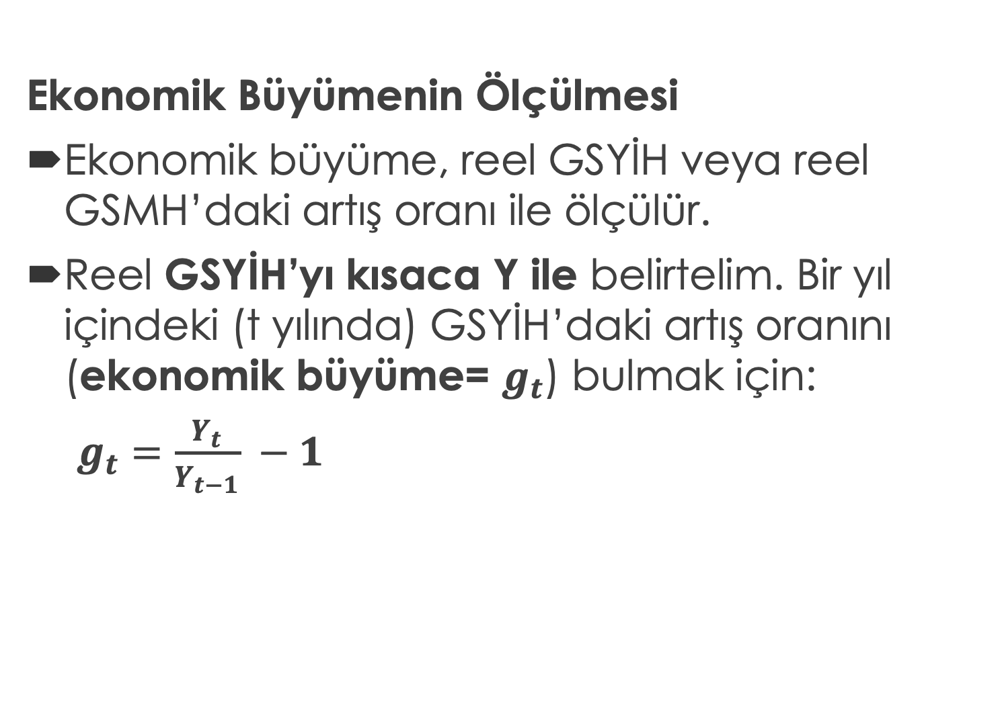 Ekonomik Büyümenin Ölçülmesi
Ekonomik büyüme, reel GSYİH veya reel
GSMH’daki artış oranı ile ölçülür.
Reel GSYİH’yı kısaca Y ile belirtelim. Bir yıl
içindeki (t yılında) GSYİH’daki artış oranını
(ekonomik büyüme= g_t) bulmak için:
g_t = Y_t / Y_{t−1} − 1